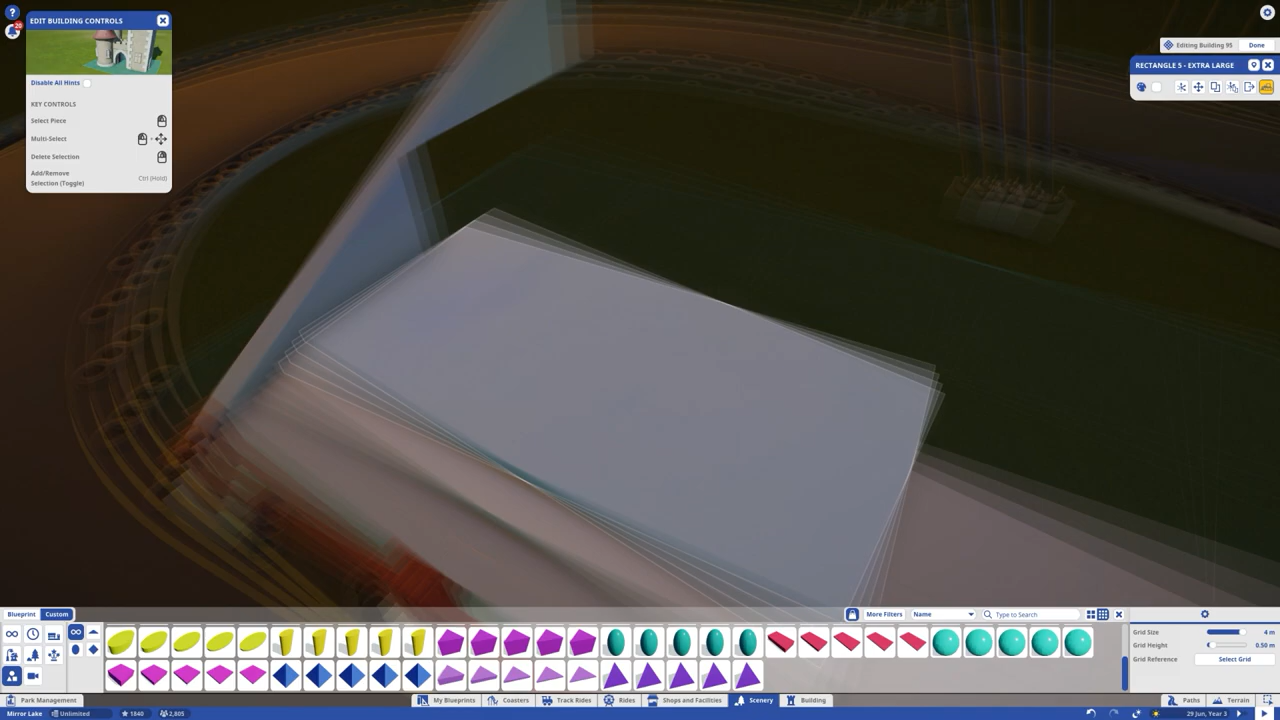 ?
20
EDIT BUILDING CONTROLS
Disable All Hints
KEY CONTROLS
Select Piece
Multi-Select
Delete Selection
Add/Remove
Selection (Toggle)
Ctrl (Hold)
Editing Building 95
Done
RECTANGLE 5 - EXTRA LARGE
Blueprint
Custom
More Filters
Name
Type to Search
Grid Size
4 m
Grid Height
0.50 m
Grid Reference
Select Grid
Park Management
My Blueprints
Coasters
Track Rides
Rides
Shops and Facilities
Scenery
Building
Paths
Terrain
Mirror Lake
Unlimited
1840
2,805
29 Jun, Year 3